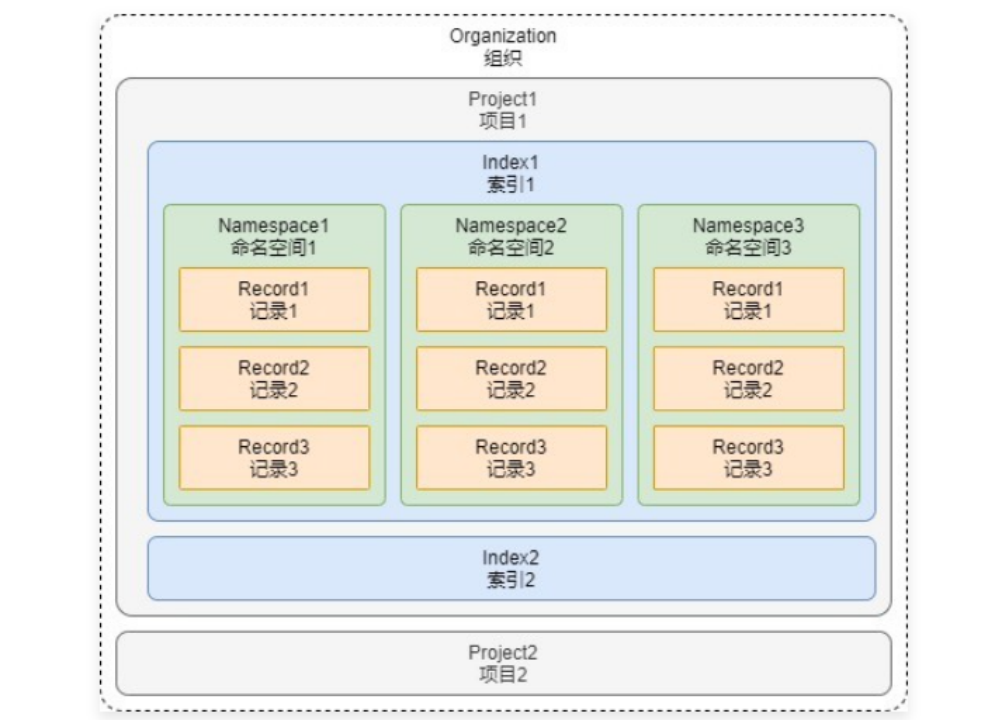 Organization
组织
Project1
项目1
Index1
索引1
Namespace1
命名空间1
Record1
记录1
Record2
记录2
Record3
记录3
Namespace2
命名空间2
Record1
记录1
Record2
记录2
Record3
记录3
Namespace3
命名空间3
Record1
记录1
Record2
记录2
Record3
记录3
Index2
索引2
Project2
项目2